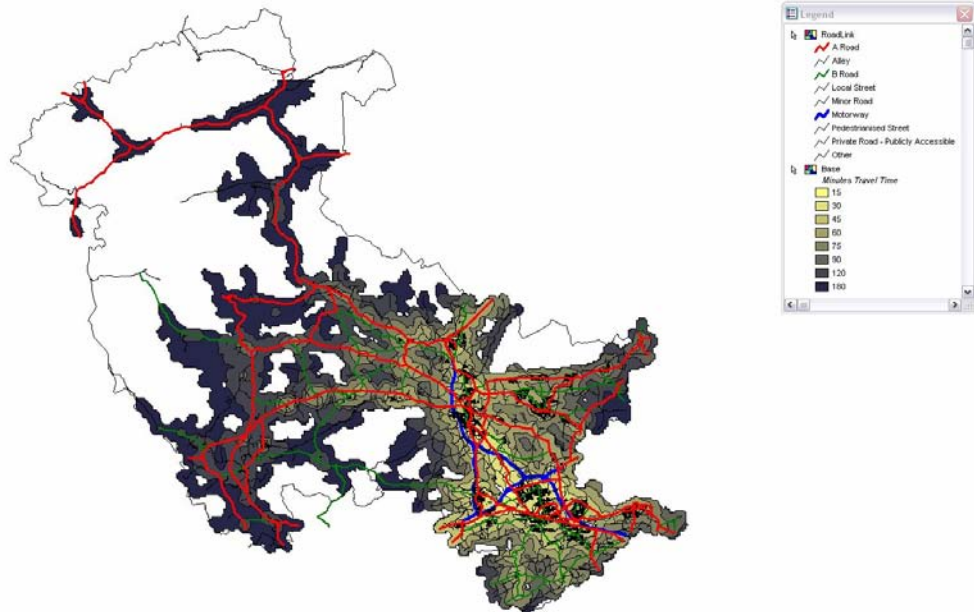 Legend
RoadLink
A Road
Alley
B Road
Local Street
Minor Road
Motorway
Pedestrianised Street
Private Road - Publicly Accessible
Other
Base
Minutes Travel Time
15
30
45
60
75
90
120
180